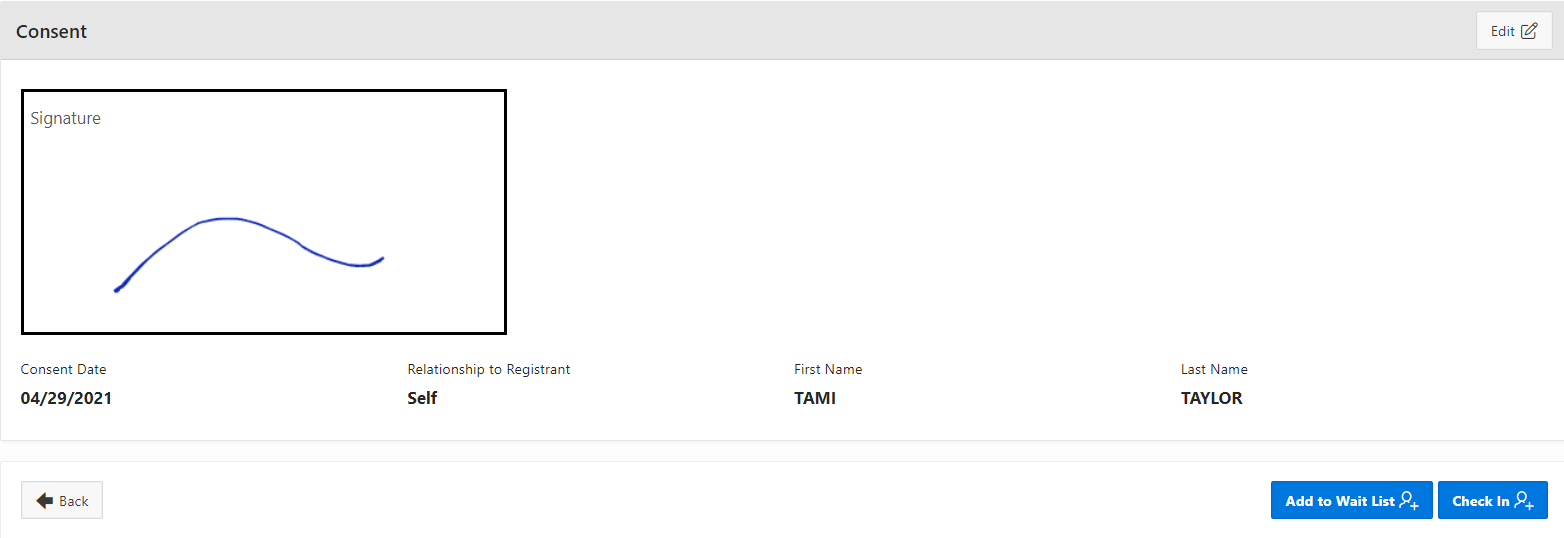 Consent
Edit
Signature
Consent Date
04/29/2021
Relationship to Registrant
Self
First Name
TAMI
Last Name
TAYLOR
Back
Add to Wait List
Check In